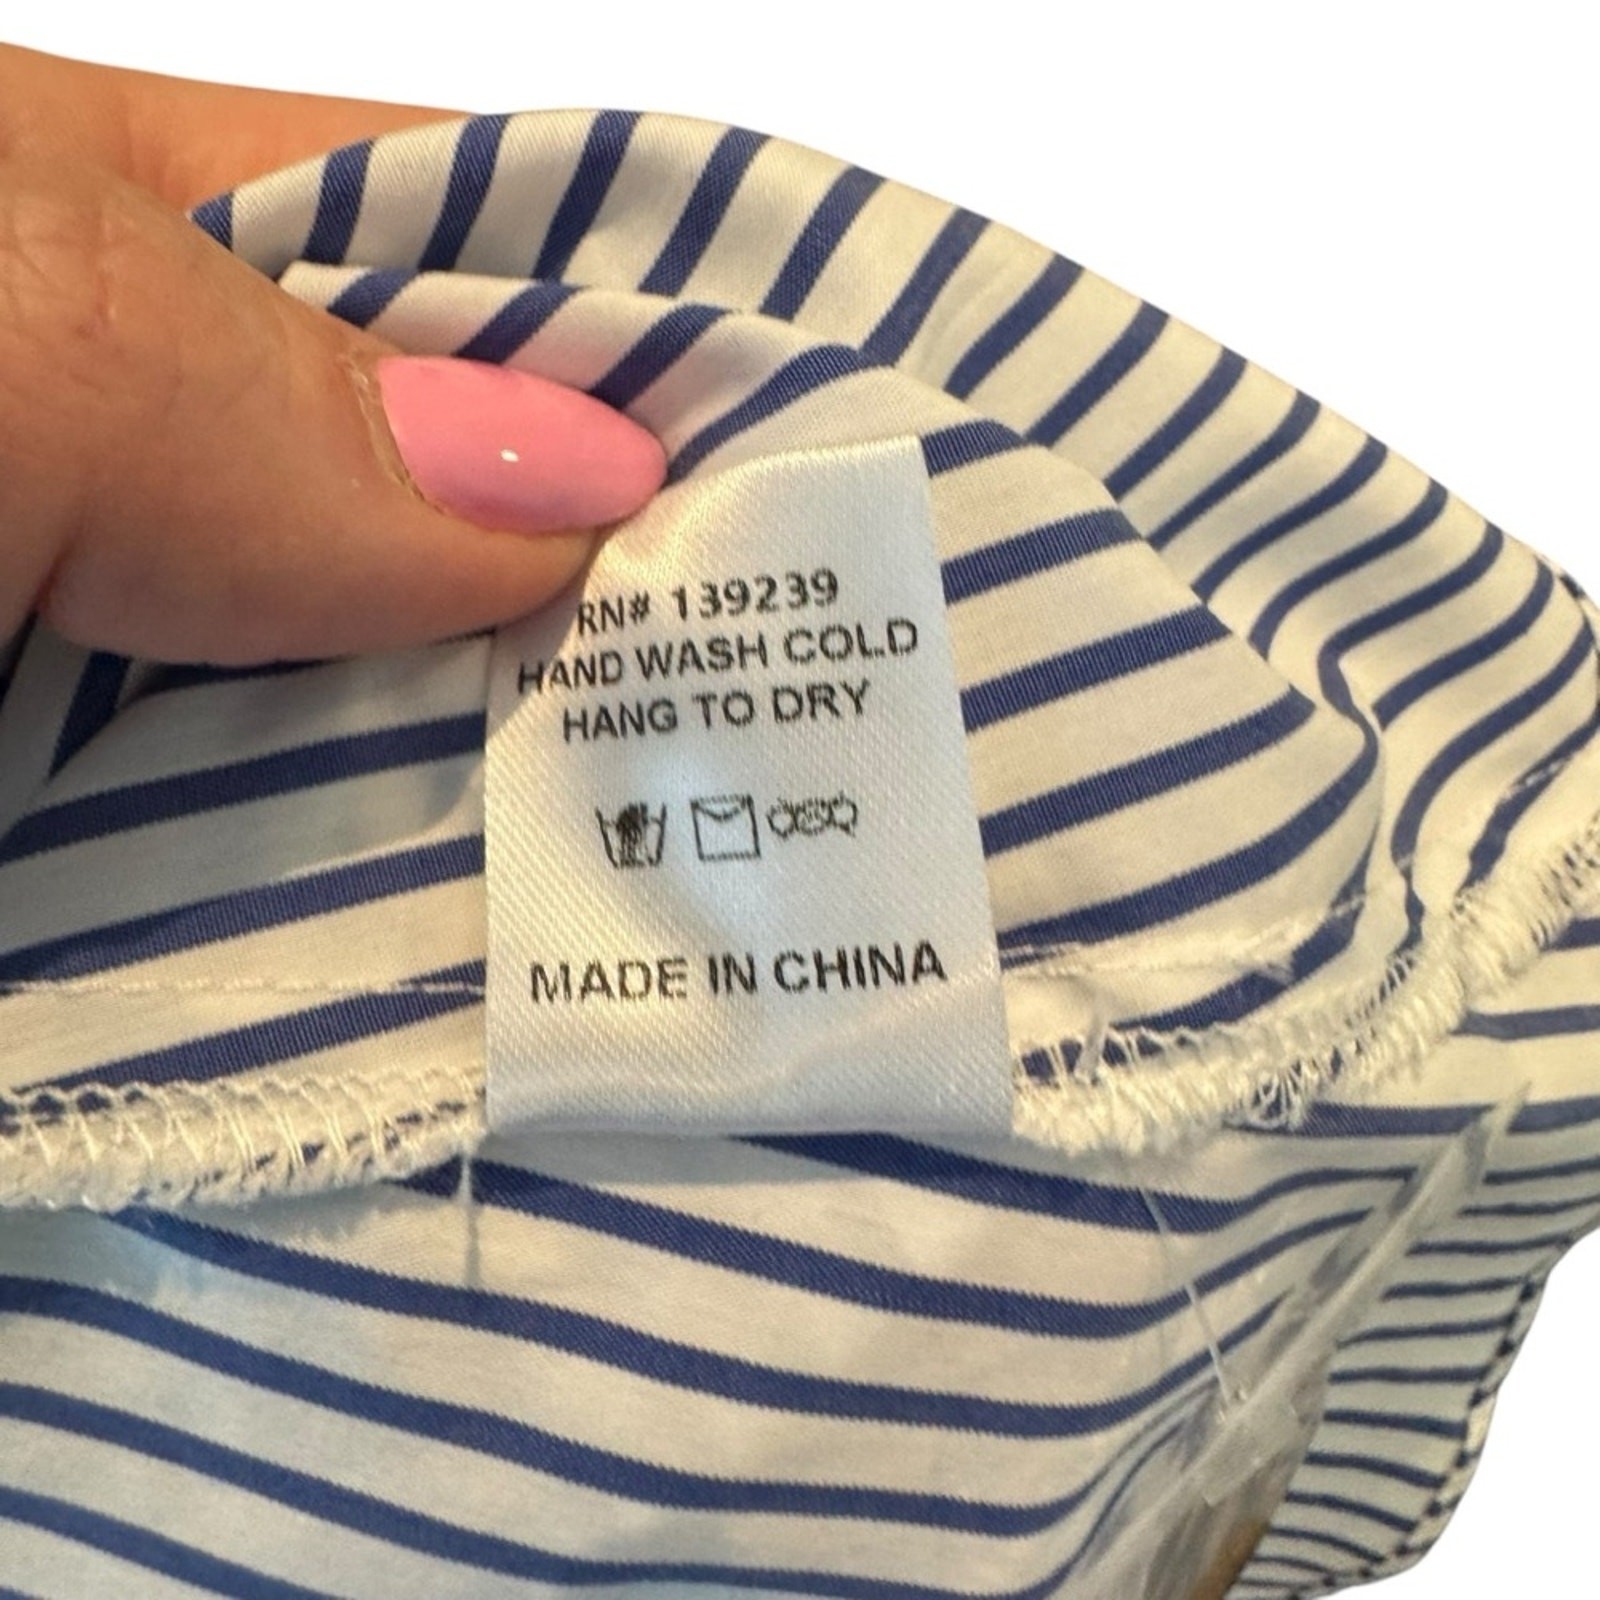 RN# 139239
HAND WASH COLD
HANG TO DRY
MADE IN CHINA